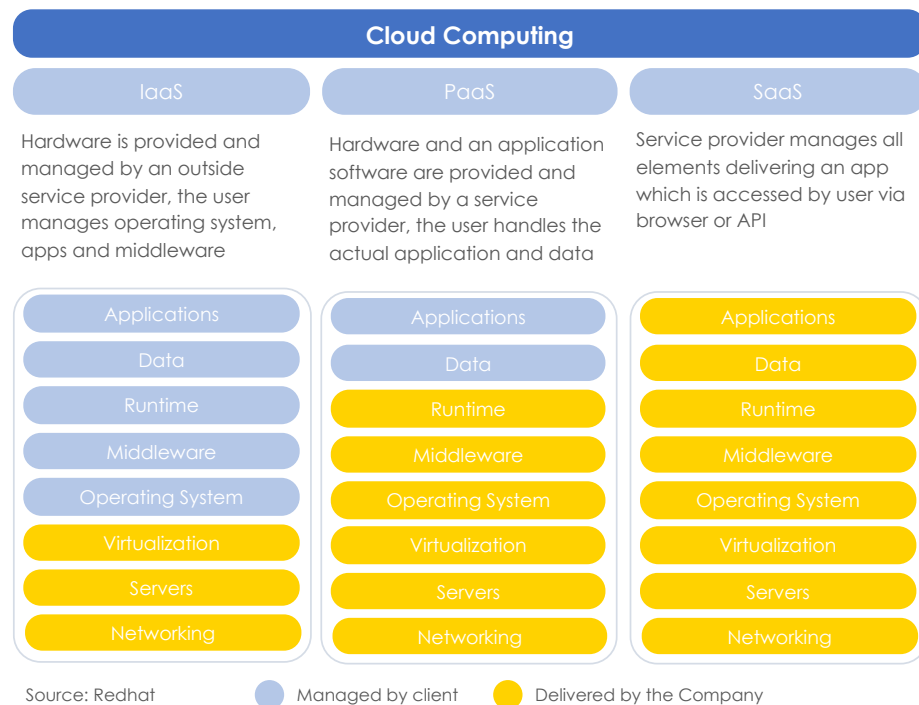 Cloud Computing
IaaS
PaaS
SaaS
Hardware is provided and
managed by an outside
service provider, the user
manages operating system,
apps and middleware
Hardware and an application
software are provided and
managed by a service
provider, the user handles the
actual application and data
Service provider manages all
elements delivering an app
which is accessed by user via
browser or API
Applications
Data
Runtime
Middleware
Operating System
Virtualization
Servers
Networking
Applications
Data
Runtime
Middleware
Operating System
Virtualization
Servers
Networking
Applications
Data
Runtime
Middleware
Operating System
Virtualization
Servers
Networking
Source: Redhat
Managed by client
Delivered by the Company